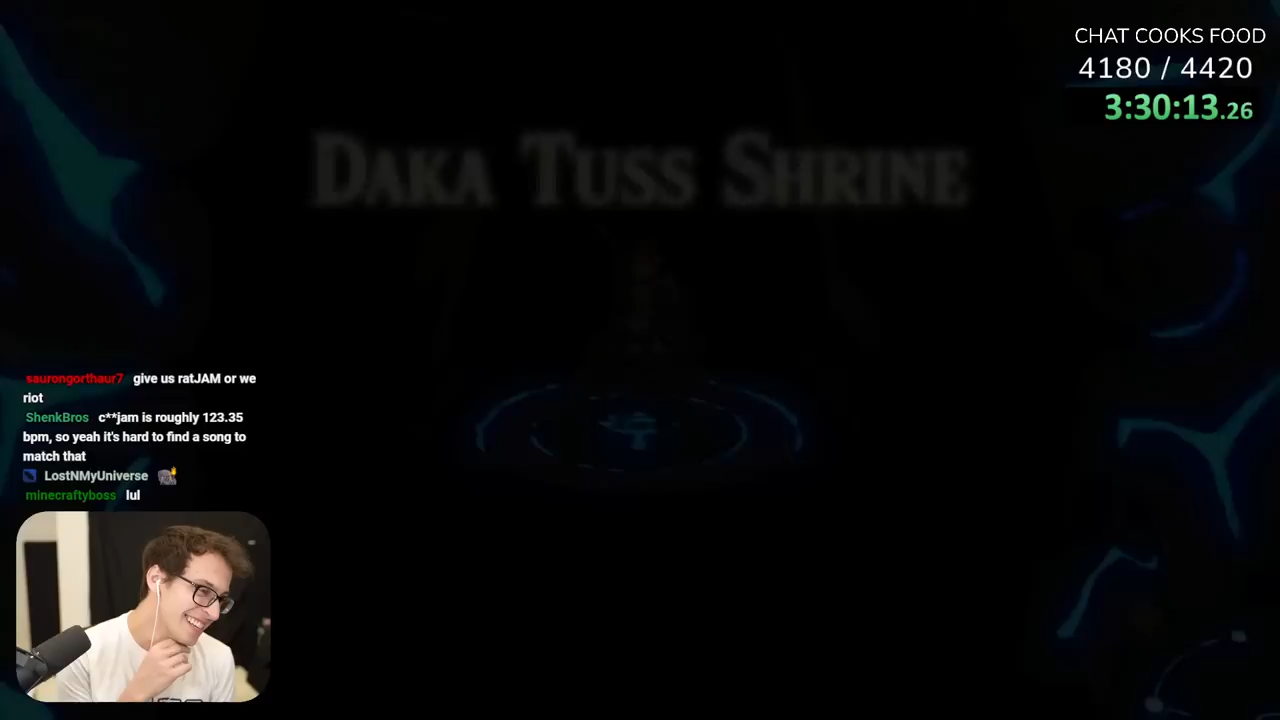 CHAT COOKS FOOD
4180 / 4420
3:30:13.26
DAKA TUSS SHRINE
saurongorthaur7 give us ratJAM or we
riot
ShenkBros c**jam is roughly 123.35
bpm, so yeah it's hard to find a song to
match that
LostNMyUniverse
minecraftyboss lul